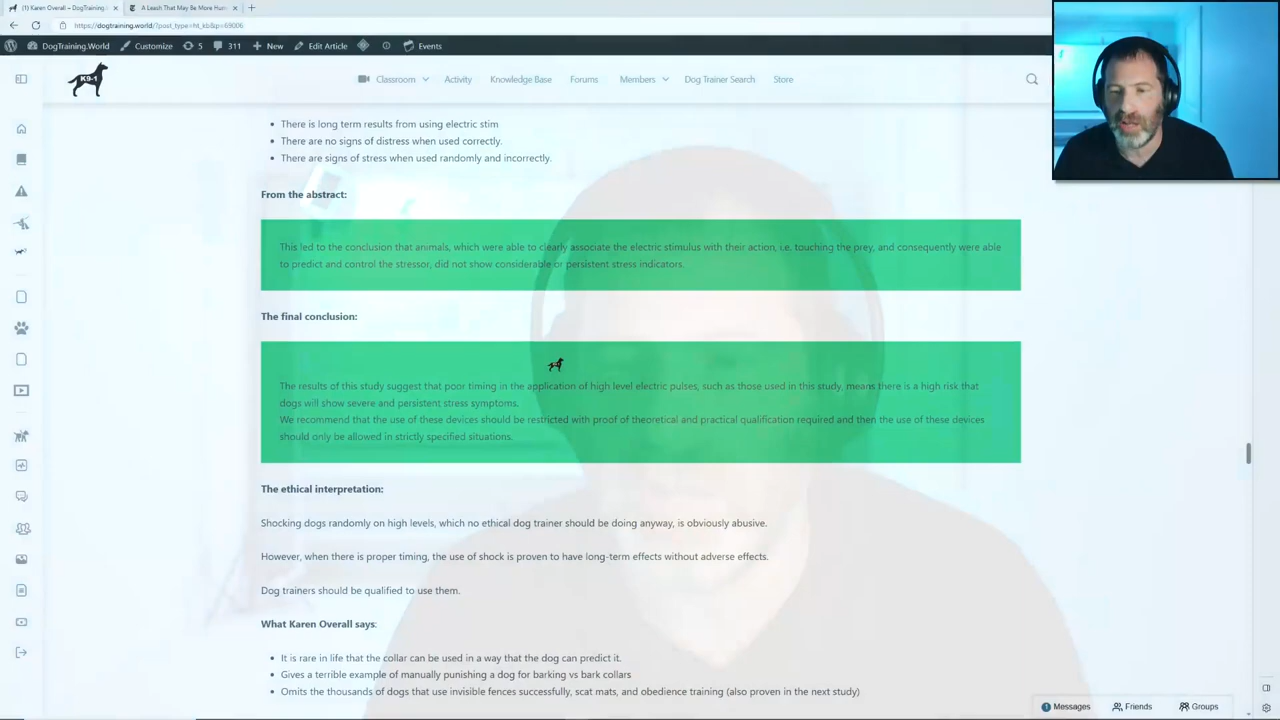 (1) Karen Overall – DogTraining.
A Leash That May Be More Hum
https://dogtraining.world/?post_type=ht_kb&p=69006
DogTraining.World
Customize
5
311
New
Edit Article
Events
K9-1
Classroom
Activity
Knowledge Base
Forums
Members
Dog Trainer Search
Store
There is long term results from using electric stim
There are no signs of distress when used correctly.
There are signs of stress when used randomly and incorrectly.
From the abstract:
This led to the conclusion that animals, which were able to clearly associate the electric stimulus with their action, i.e. touching the prey, and consequently were able
to predict and control the stressor, did not show considerable or persistent stress indicators.
The final conclusion:
The results of this study suggest that poor timing in the application of high level electric pulses, such as those used in this study, means there is a high risk that
dogs will show severe and persistent stress symptoms.
We recommend that the use of these devices should be restricted with proof of theoretical and practical qualification required and then the use of these devices
should only be allowed in strictly specified situations.
The ethical interpretation:
Shocking dogs randomly on high levels, which no ethical dog trainer should be doing anyway, is obviously abusive.
However, when there is proper timing, the use of shock is proven to have long-term effects without adverse effects.
Dog trainers should be qualified to use them.
What Karen Overall says:
It is rare in life that the collar can be used in a way that the dog can predict it.
Gives a terrible example of manually punishing a dog for barking vs bark collars
Omits the thousands of dogs that use invisible fences successfully, scat mats, and obedience training (also proven in the next study)
1 Messages
Friends
Groups